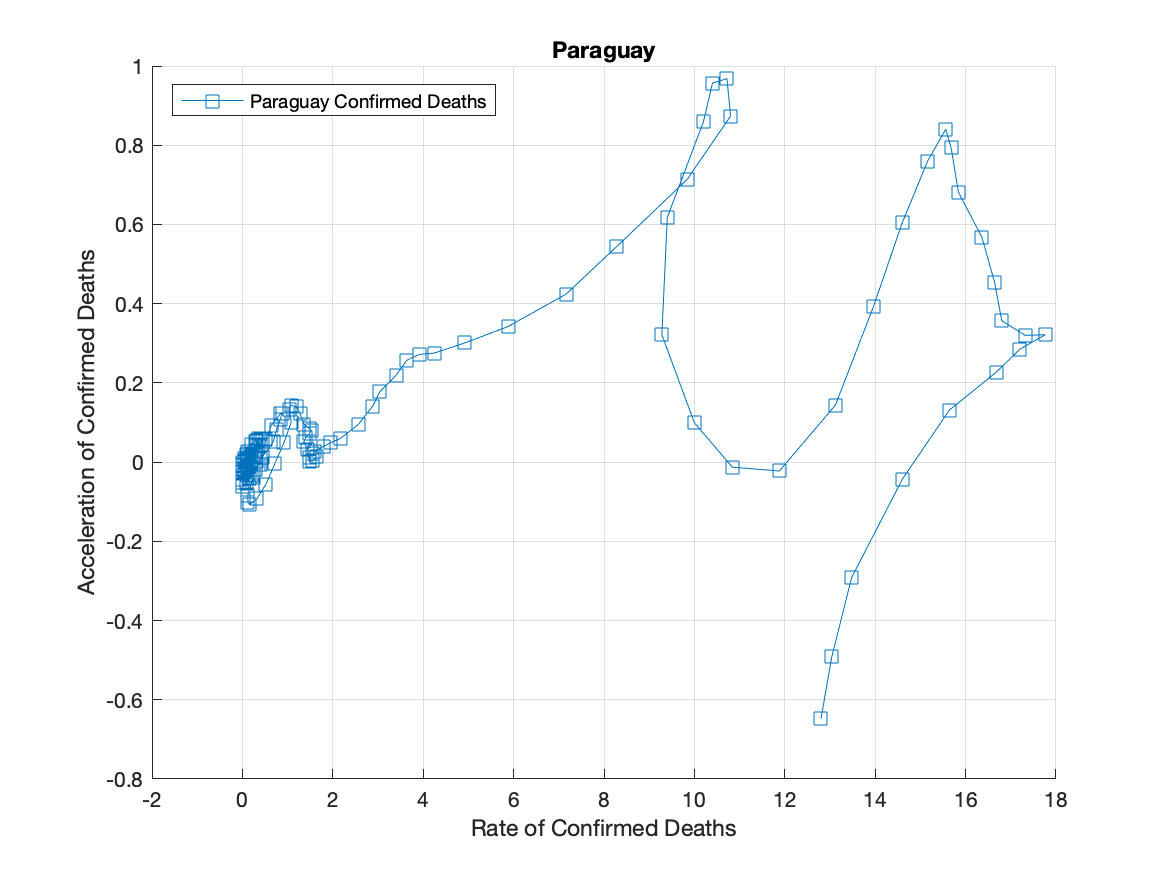 Paraguay
Paraguay Confirmed Deaths
Acceleration of Confirmed Deaths
1
0.8
0.6
0.4
0.2
0
-0.2
-0.4
-0.6
-0.8
-2 0 2 4 6 8 10 12 14 16 18
Rate of Confirmed Deaths